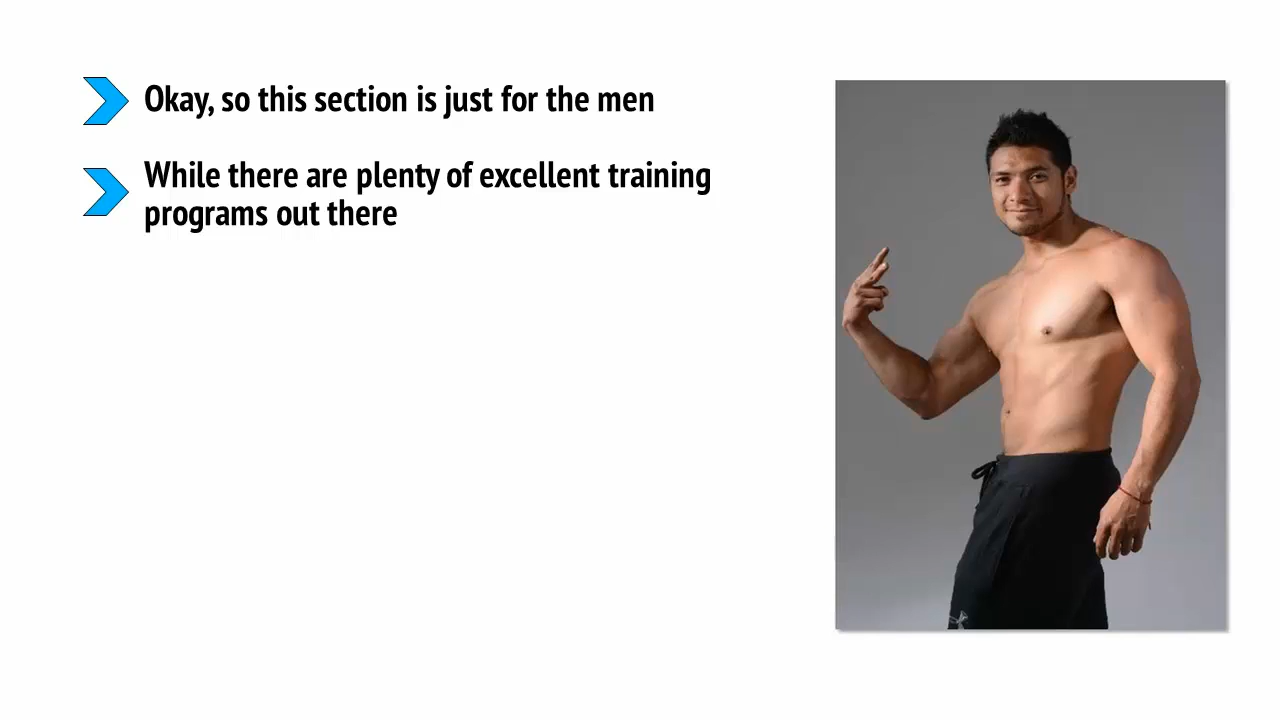 Okay, so this section is just for the men
While there are plenty of excellent training
programs out there